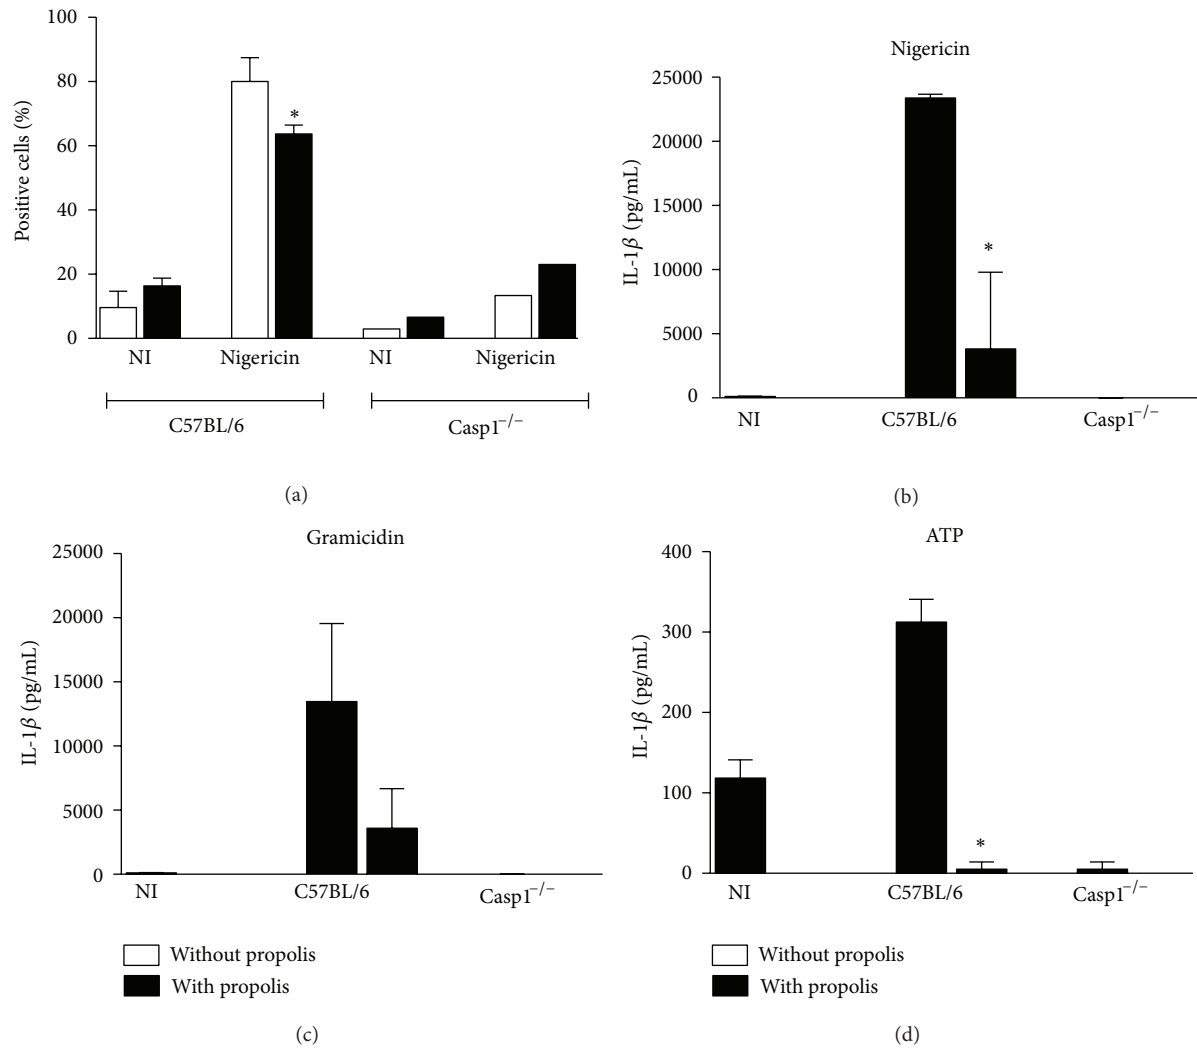 100
80
60
40
20
0
Positive cells (%)
*
NI
Nigericin
NI
Nigericin
C57BL/6
Casp1−/−
(a)
Nigericin
25000
20000
15000
10000
5000
0
IL-1β (pg/mL)
*
NI
C57BL/6
Casp1−/−
(b)
Gramicidin
25000
20000
15000
10000
5000
0
IL-1β (pg/mL)
NI
C57BL/6
Casp1−/−
Without propolis
With propolis
(c)
ATP
400
300
200
100
0
IL-1β (pg/mL)
*
NI
C57BL/6
Casp1−/−
Without propolis
With propolis
(d)